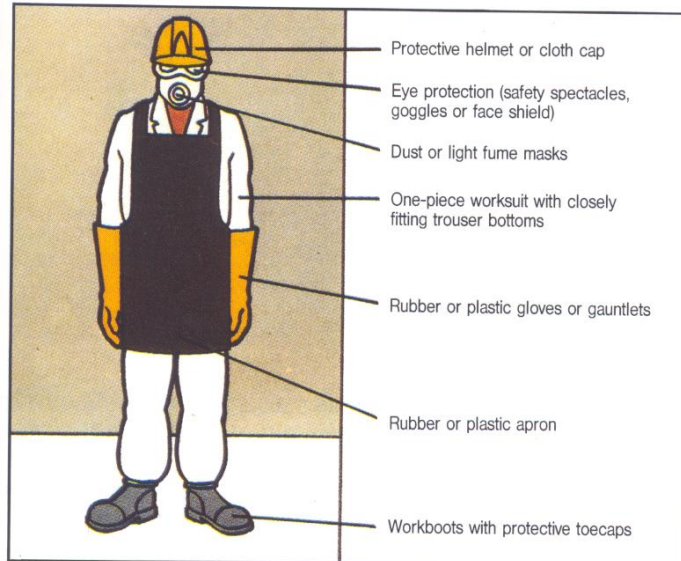 Protective helmet or cloth cap
Eye protection (safety spectacles,
goggles or face shield)
Dust or light fume masks
One-piece worksuit with closely
fitting trouser bottoms
Rubber or plastic gloves or gauntlets
Rubber or plastic apron
Workboots with protective toecaps